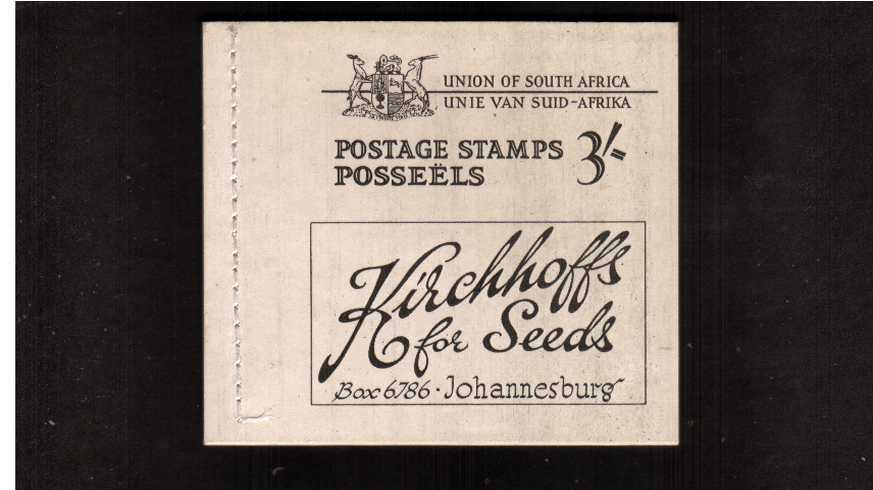 UNION OF SOUTH AFRICA
UNIE VAN SUID-AFRIKA
POSTAGE STAMPS 3/=
POSSEËLS
Kirchhoffs
for Seeds
Box 6786 · Johannesburg